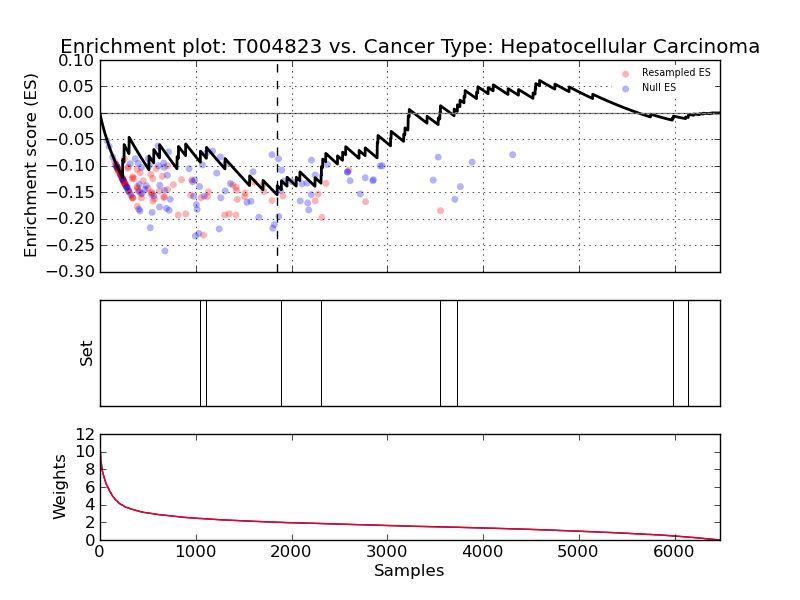 Enrichment plot: T004823 vs. Cancer Type: Hepatocellular Carcinoma
0.10
0.05
0.00
−0.05
−0.10
−0.15
−0.20
−0.25
−0.30
Enrichment score (ES)
Resampled ES
Null ES
Set
12
10
8
6
4
2
0
Weights
0 1000 2000 3000 4000 5000 6000
Samples